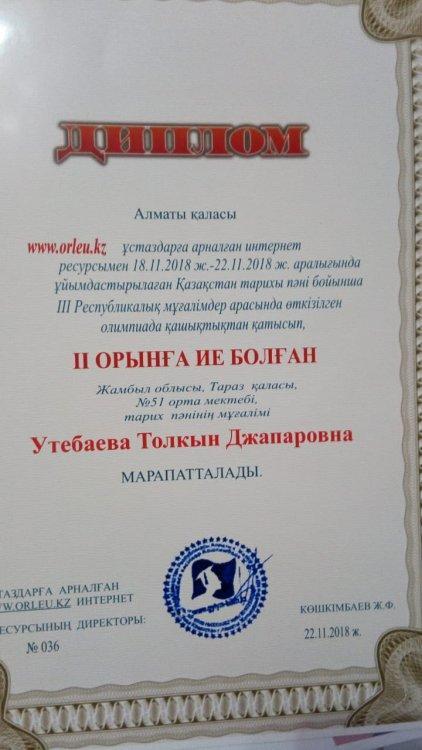 ДИПЛОМ
Алматы қаласы
www.orleu.kz ұстаздарға арналған интернет
ресурсымен 18.11.2018 ж.-22.11.2018 ж. аралығында
ұйымдастырылаған Қазақстан тарихы пәні бойынша
III Республикалық мұғалімдер арасында өткізілген
олимпиада қашықтықтан қатысып,
II ОРЫНҒА ИЕ БОЛҒАН
Жамбыл облысы, Тараз қаласы,
№51 орта мектебі,
тарих пәнінің мұғалімі
Утебаева Толкын Джапаровна
МАРАПАТТАЛАДЫ.
ТАЗДАРҒА АРНАЛҒАН
WW.ORLEU.KZ ИНТЕРНЕТ
ЕСУРСЫНЫҢ ДИРЕКТОРЫ:
КӨШКІМБАЕВ Ж.Ф.
№ 036
22.11.2018 ж.